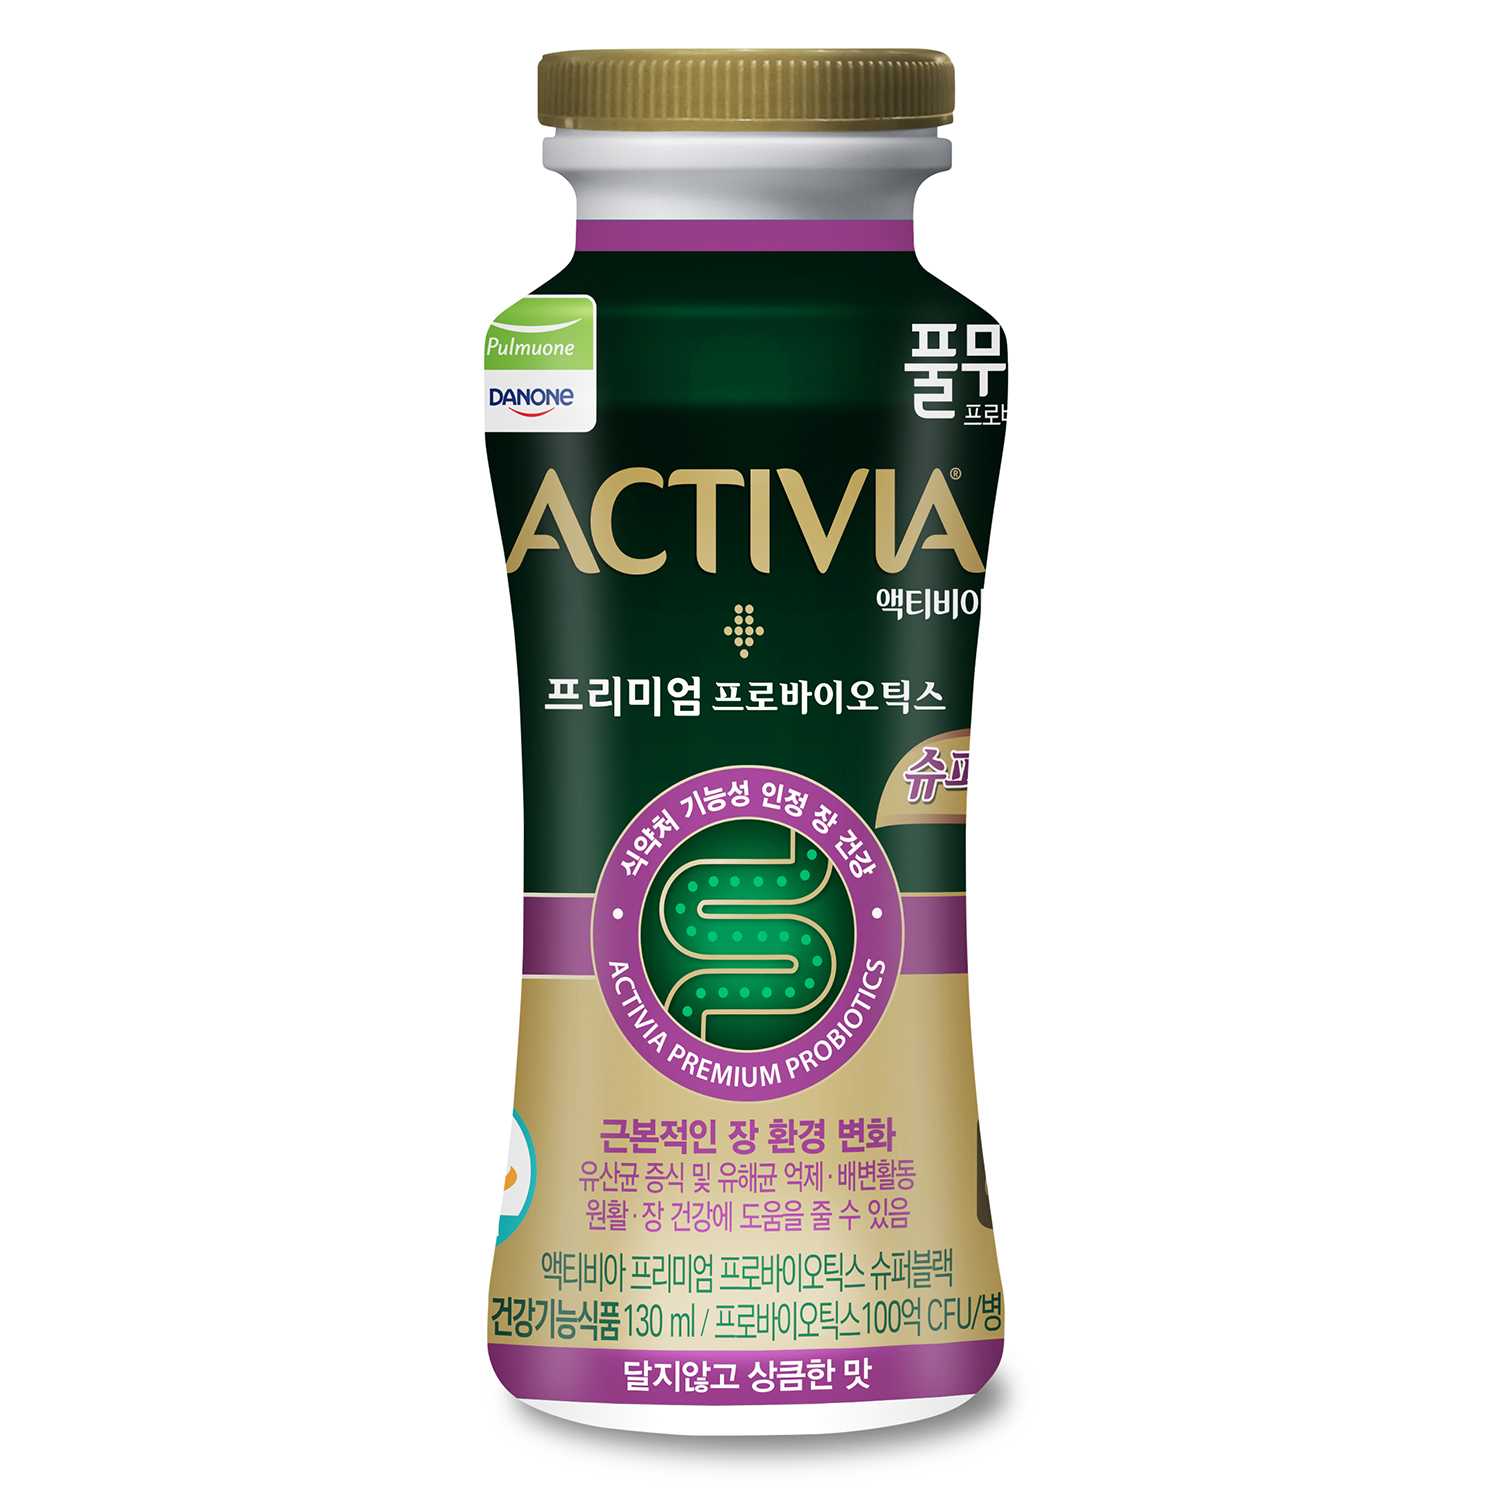 Pulmuone
DANONE
풀무
프로바
ACTIVIA®
액티비아
프리미엄 프로바이오틱스
슈퍼
식약처 기능성 인정 장 건강
ACTIVIA PREMIUM PROBIOTICS
근본적인 장 환경 변화
유산균 증식 및 유해균 억제·배변활동
원활·장 건강에 도움을 줄 수 있음
액티비아 프리미엄 프로바이오틱스 슈퍼블랙
건강기능식품 130 ml / 프로바이오틱스100억 CFU/병
달지않고 상큼한 맛